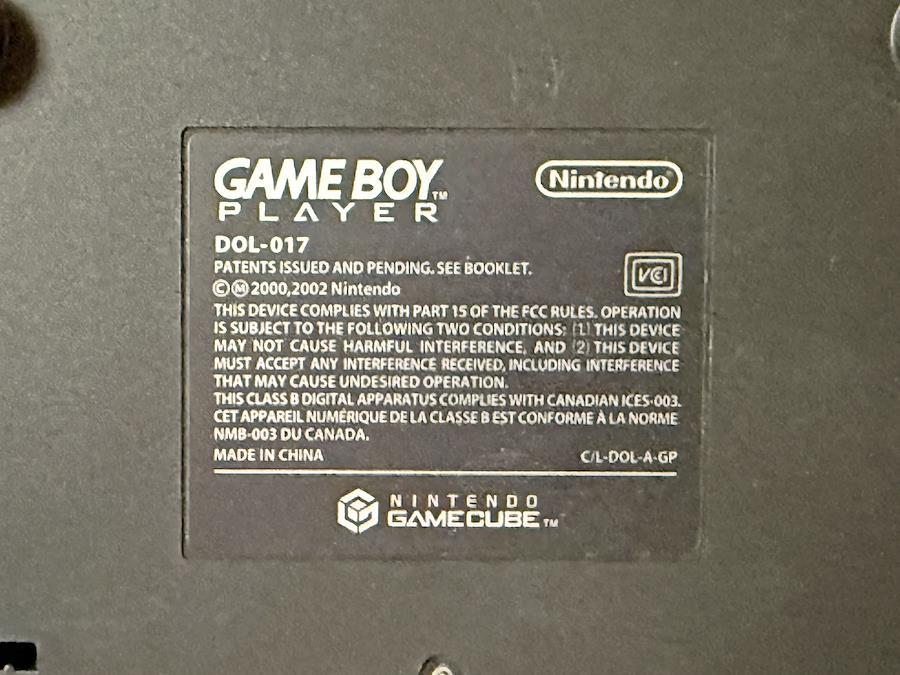 GAME BOY™
PLAYER
Nintendo®
DOL-017
PATENTS ISSUED AND PENDING. SEE BOOKLET.
©Ⓜ 2000,2002 Nintendo
VCI
THIS DEVICE COMPLIES WITH PART 15 OF THE FCC RULES. OPERATION
IS SUBJECT TO THE FOLLOWING TWO CONDITIONS: (1) THIS DEVICE
MAY NOT CAUSE HARMFUL INTERFERENCE, AND (2) THIS DEVICE
MUST ACCEPT ANY INTERFERENCE RECEIVED, INCLUDING INTERFERENCE
THAT MAY CAUSE UNDESIRED OPERATION.
THIS CLASS B DIGITAL APPARATUS COMPLIES WITH CANADIAN ICES-003.
CET APPAREIL NUMÉRIQUE DE LA CLASSE B EST CONFORME À LA NORME
NMB-003 DU CANADA.
MADE IN CHINA C/L-DOL-A-GP
NINTENDO
GAMECUBE™